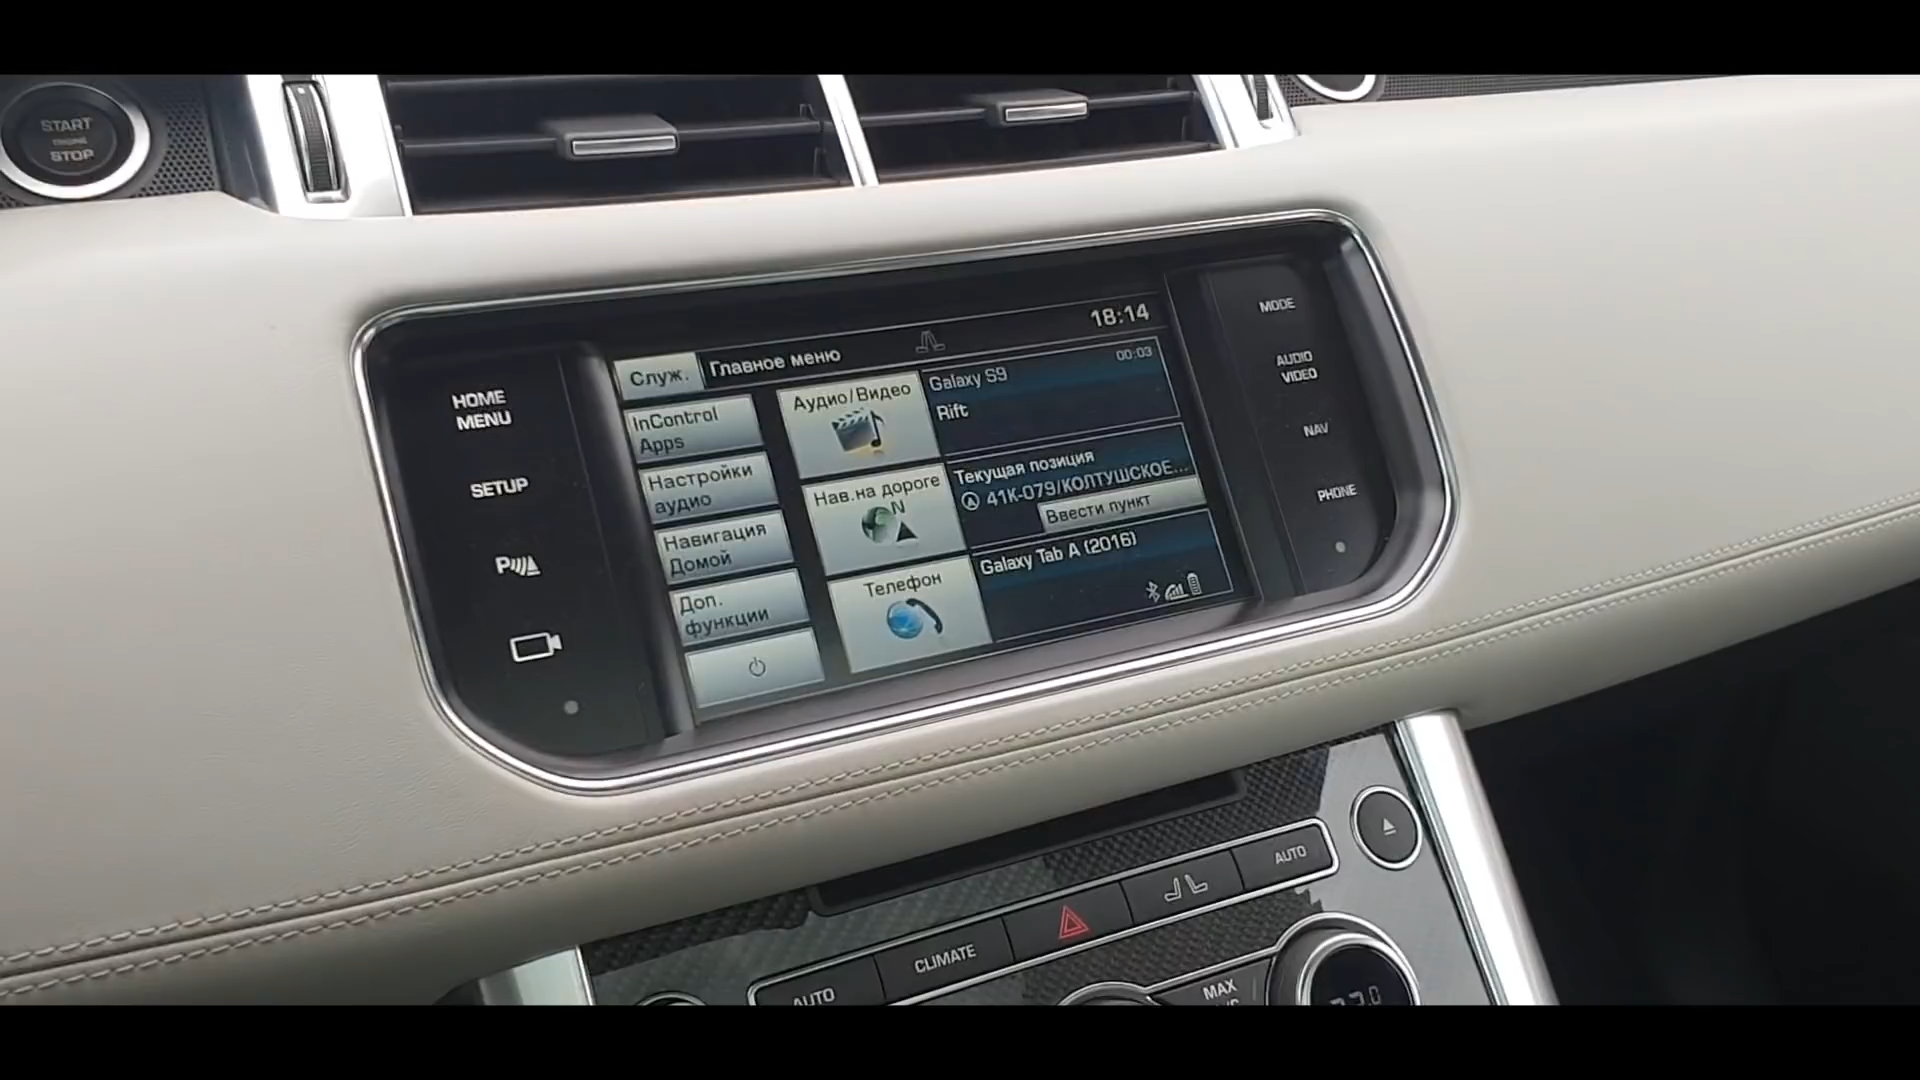 START
ENGINE
STOP
HOME
MENU
SETUP
P
18:14
Служ.
Главное меню
InControl
Apps
Настройки
аудио
Навигация
Домой
Доп.
функции
Аудио/Видео
00:03
Galaxy S9
Rift
Нав.на дороге
N
Текущая позиция
41К-079/КОЛТУШСКОЕ...
Ввести пункт
Телефон
Galaxy Tab A (2016)
MODE
AUDIO
VIDEO
NAV
PHONE
AUTO
CLIMATE
AUTO
MAX